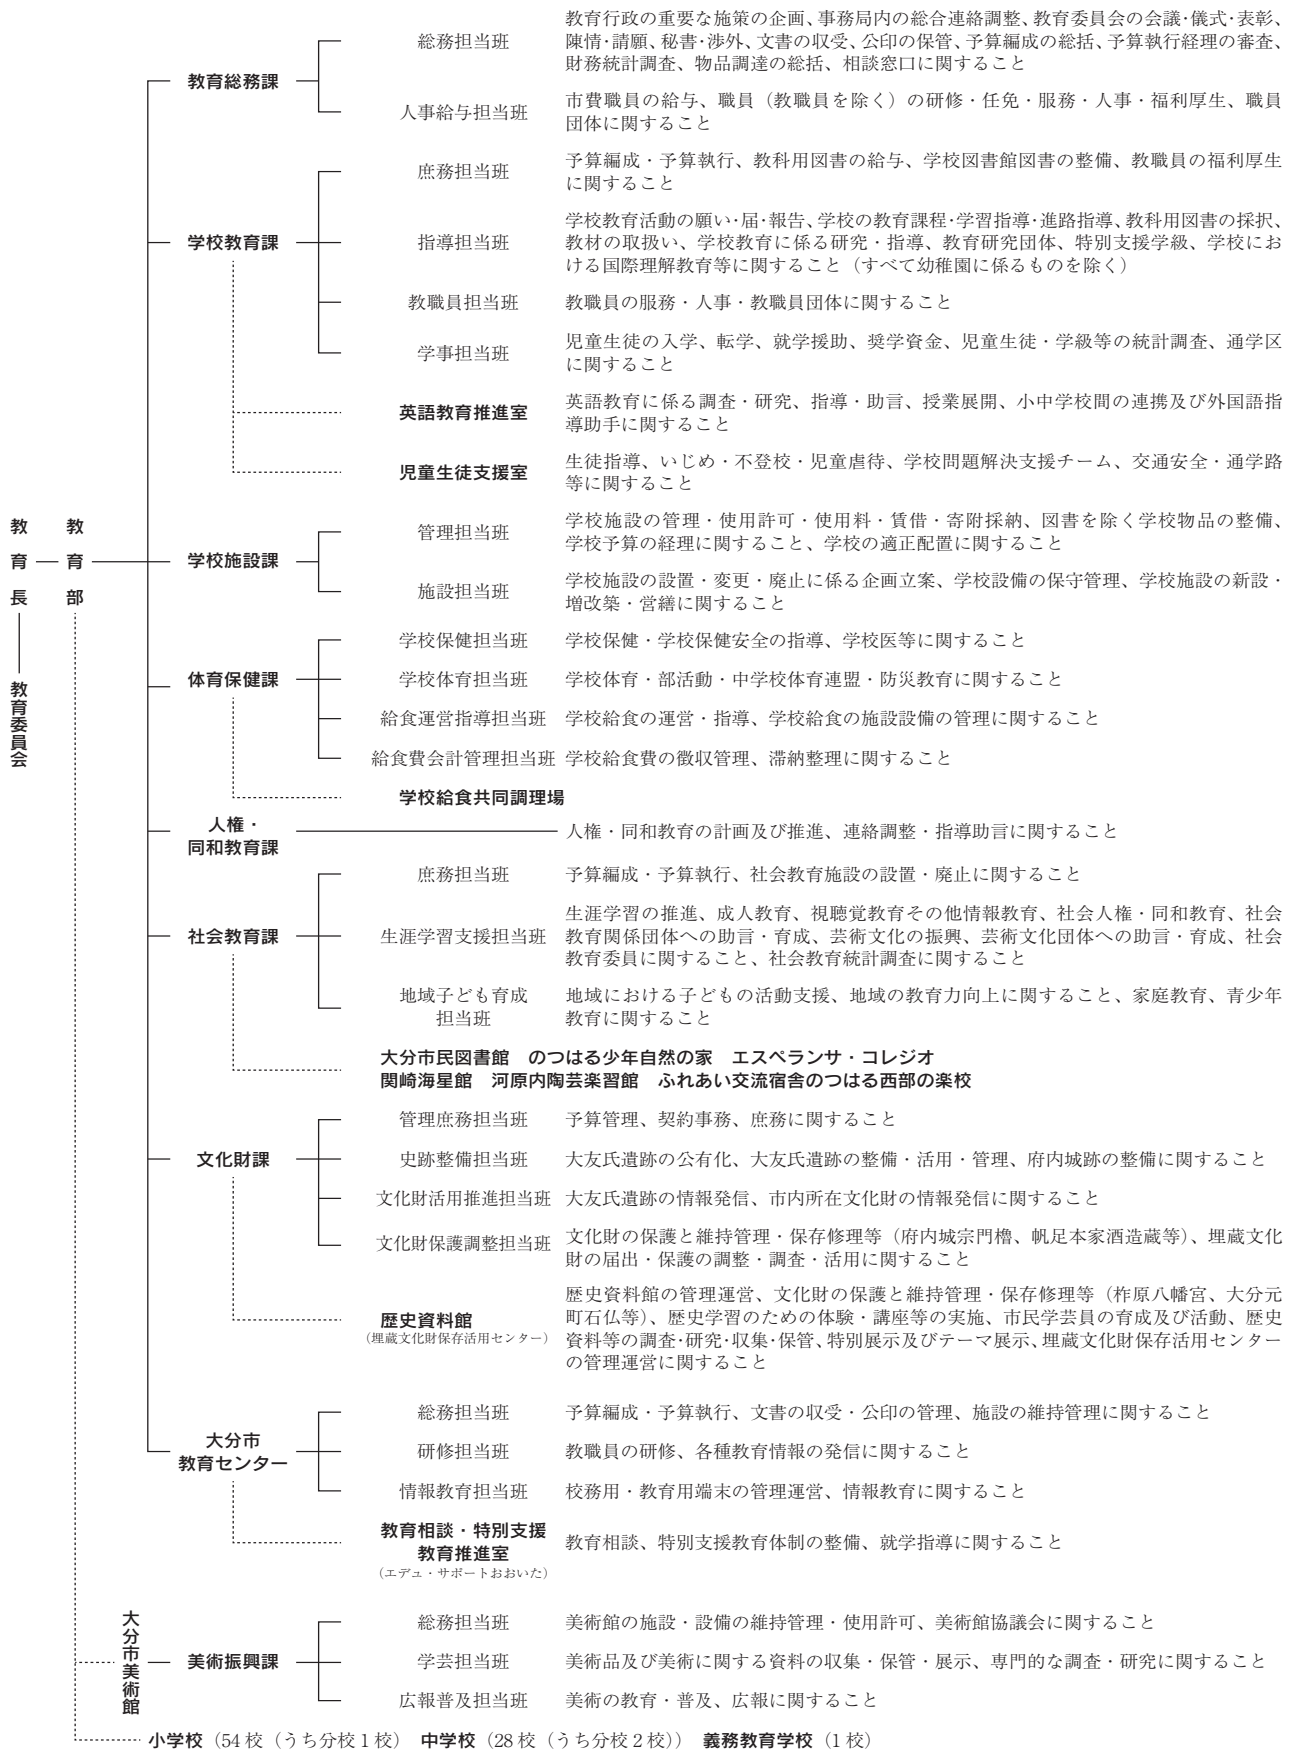 総務担当班
教育行政の重要な施策の企画、事務局内の総合連絡調整、教育委員会の会議・儀式・表彰、
陳情・請願、秘書・渉外、文書の収受、公印の保管、予算編成の総括、予算執行経理の審査、
財務統計調査、物品調達の総括、相談窓口に関すること
教育総務課
人事給与担当班
市費職員の給与、職員（教職員を除く）の研修・任免・服務・人事・福利厚生、職員
団体に関すること
庶務担当班
予算編成・予算執行、教科用図書の給与、学校図書館図書の整備、教職員の福利厚生
に関すること
学校教育課
指導担当班
学校教育活動の願い・届・報告、学校の教育課程・学習指導・進路指導、教科用図書の採択、
教材の取扱い、学校教育に係る研究・指導、教育研究団体、特別支援学級、学校にお
ける国際理解教育等に関すること（すべて幼稚園に係るものを除く）
教職員担当班
教職員の服務・人事・教職員団体に関すること
学事担当班
児童生徒の入学、転学、就学援助、奨学資金、児童生徒・学級等の統計調査、通学区
に関すること
英語教育推進室
英語教育に係る調査・研究、指導・助言、授業展開、小中学校間の連携及び外国語指
導助手に関すること
児童生徒支援室
生徒指導、いじめ・不登校・児童虐待、学校問題解決支援チーム、交通安全・通学路
等に関すること
教育長
教育部
教育委員会
学校施設課
管理担当班
学校施設の管理・使用許可・使用料・賃借・寄附採納、図書を除く学校物品の整備、
学校予算の経理に関すること、学校の適正配置に関すること
施設担当班
学校施設の設置・変更・廃止に係る企画立案、学校設備の保守管理、学校施設の新設・
増改築・営繕に関すること
体育保健課
学校保健担当班
学校保健・学校保健安全の指導、学校医等に関すること
学校体育担当班
学校体育・部活動・中学校体育連盟・防災教育に関すること
給食運営指導担当班
学校給食の運営・指導、学校給食の施設設備の管理に関すること
給食費会計管理担当班
学校給食費の徴収管理、滞納整理に関すること
学校給食共同調理場
人権・
同和教育課
人権・同和教育の計画及び推進、連絡調整・指導助言に関すること
庶務担当班
予算編成・予算執行、社会教育施設の設置・廃止に関すること
社会教育課
生涯学習支援担当班
生涯学習の推進、成人教育、視聴覚教育その他情報教育、社会人権・同和教育、社会
教育関係団体への助言・育成、芸術文化の振興、芸術文化団体への助言・育成、社会
教育委員に関すること、社会教育統計調査に関すること
地域子ども育成
担当班
地域における子どもの活動支援、地域の教育力向上に関すること、家庭教育、青少年
教育に関すること
大分市民図書館　のつはる少年自然の家　エスペランサ・コレジオ
関崎海星館　河原内陶芸楽習館　ふれあい交流宿舎のつはる西部の楽校
管理庶務担当班
予算管理、契約事務、庶務に関すること
文化財課
史跡整備担当班
大友氏遺跡の公有化、大友氏遺跡の整備・活用・管理、府内城跡の整備に関すること
文化財活用推進担当班
大友氏遺跡の情報発信、市内所在文化財の情報発信に関すること
文化財保護調整担当班
文化財の保護と維持管理・保存修理等（府内城宗門櫓、帆足本家酒造蔵等）、埋蔵文化
財の届出・保護の調整・調査・活用に関すること
歴史資料館
（埋蔵文化財保存活用センター）
歴史資料館の管理運営、文化財の保護と維持管理・保存修理等（柞原八幡宮、大分元
町石仏等）、歴史学習のための体験・講座等の実施、市民学芸員の育成及び活動、歴史
資料等の調査・研究・収集・保管、特別展示及びテーマ展示、埋蔵文化財保存活用センター
の管理運営に関すること
総務担当班
予算編成・予算執行、文書の収受・公印の管理、施設の維持管理に関すること
大分市
教育センター
研修担当班
教職員の研修、各種教育情報の発信に関すること
情報教育担当班
校務用・教育用端末の管理運営、情報教育に関すること
教育相談・特別支援
教育推進室
（エデュ・サポートおおいた）
教育相談、特別支援教育体制の整備、就学指導に関すること
大分市美術館
美術振興課
総務担当班
美術館の施設・設備の維持管理・使用許可、美術館協議会に関すること
学芸担当班
美術品及び美術に関する資料の収集・保管・展示、専門的な調査・研究に関すること
広報普及担当班
美術の教育・普及、広報に関すること
小学校（54校（うち分校1校）　中学校（28校（うち分校2校））　義務教育学校（1校）